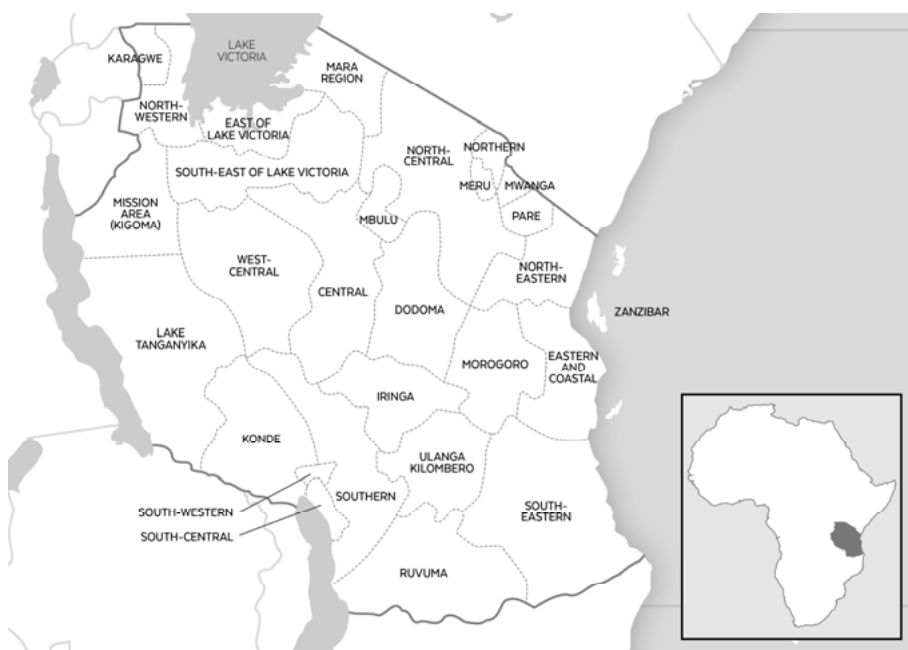 LAKE
VICTORIA
KARAGWE
MARA
REGION
NORTH-
WESTERN
EAST OF
LAKE VICTORIA
NORTH-
CENTRAL
NORTHERN
SOUTH-EAST OF LAKE VICTORIA
MERU
MWANGA
MISSION
AREA
(KIGOMA)
MBULU
PARE
WEST-
CENTRAL
NORTH-
EASTERN
CENTRAL
DODOMA
ZANZIBAR
LAKE
TANGANYIKA
MOROGORO
EASTERN
AND
COASTAL
IRINGA
KONDE
ULANGA
KILOMBERO
SOUTH-WESTERN
SOUTHERN
SOUTH-
EASTERN
SOUTH-CENTRAL
RUVUMA